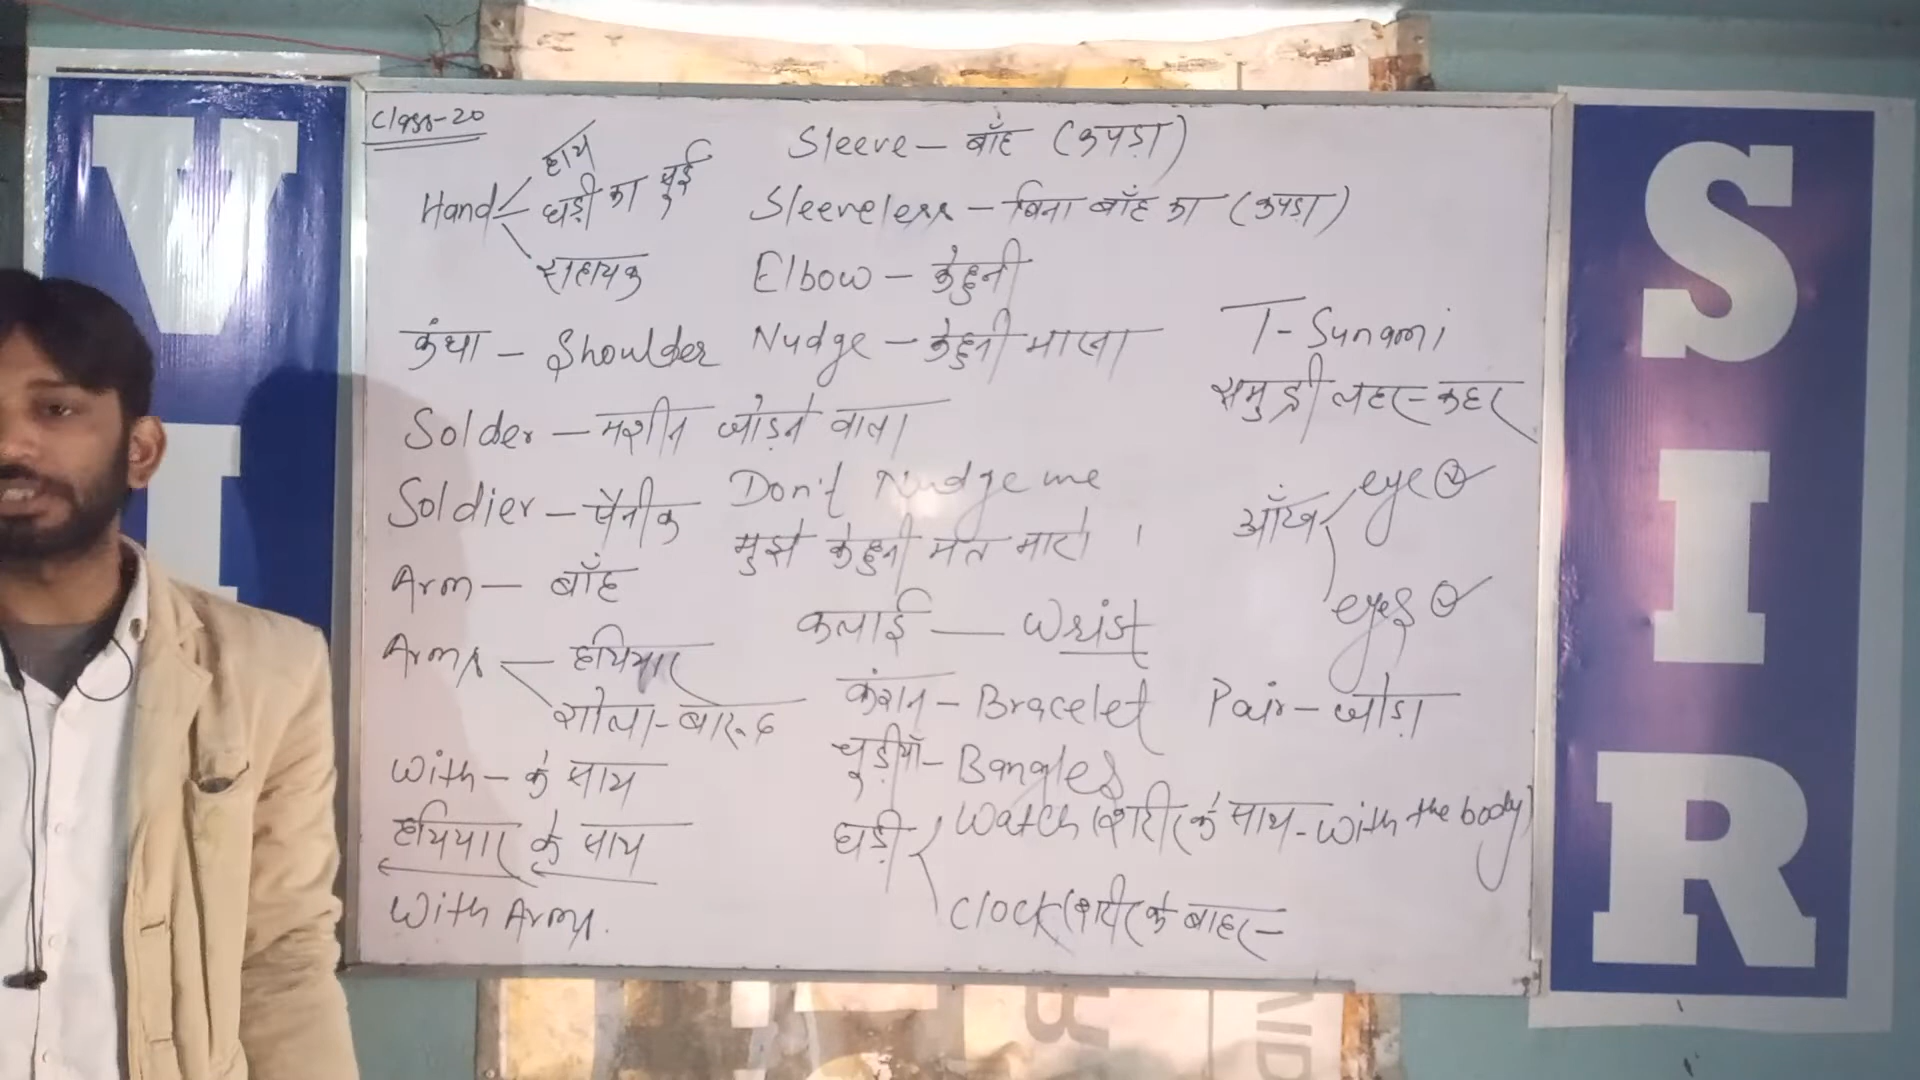 Class-20
Hand
हाथ
घड़ी का सुई
सहायक
कंधा - Shoulder
Solder - मशीन जोड़ने वाला
Soldier - सैनीक
Arm - बाँह
Arms
हथियार
गोला-बारूद
With - के साथ
हथियार के साथ
With Arms.
Sleeve - बाँह (कपड़ा)
Sleeveless - बिना बाँह का (कपड़ा)
Elbow - केहुनी
Nudge - केहुनी मारना
Don't Nudge me
मुझे केहुनी मत मारो ।
कलाई - Wrist
कंगन - Bracelet
चुड़ीयाँ - Bangles
घड़ी
Watch (शरीर के साथ - with the body)
Clock (शरीर के बाहर -
T-Sunami
समुद्री लहर-कहर
आँख
eye
eyes
Pair - जोड़ा
V
I
S
I
R